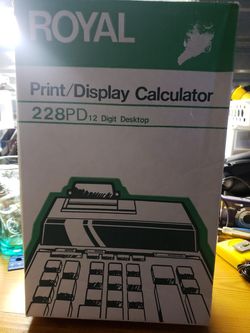 ROYAL
Print/Display Calculator
228PD 12 Digit Desktop